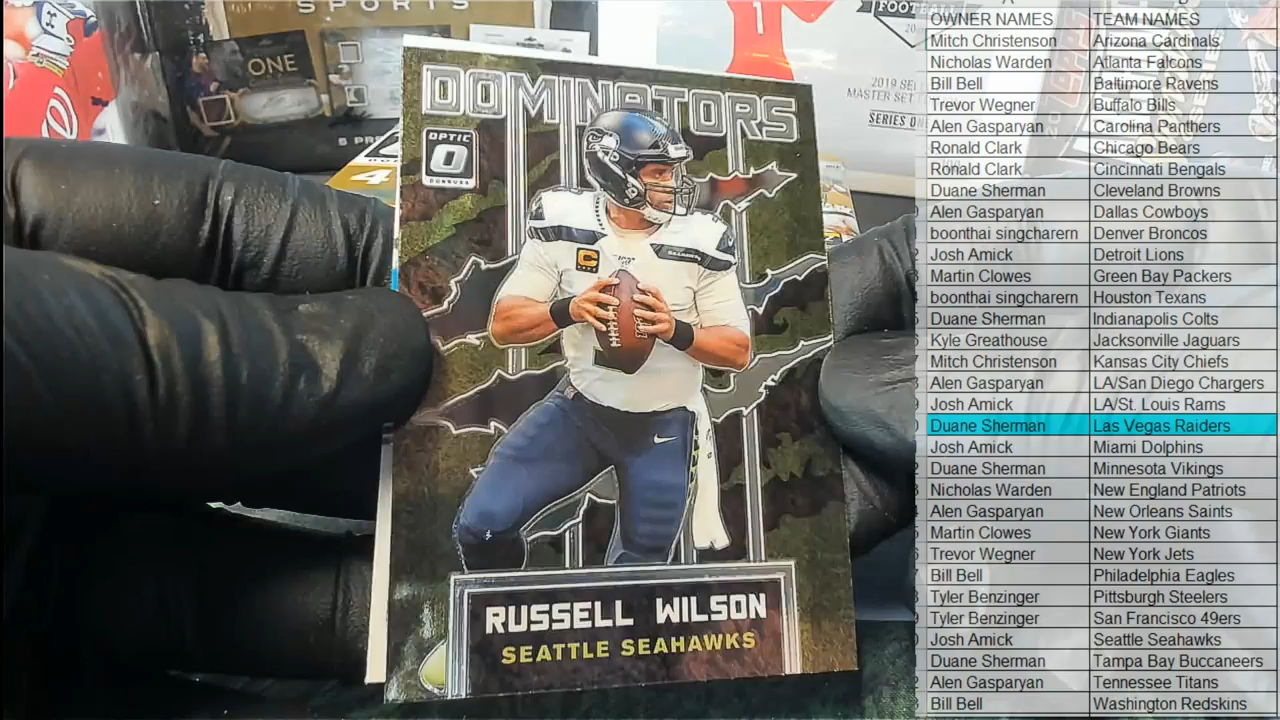 SPORTS
ONE
5 PRE
4
FOOTBALL
20
1
2019 SE
MASTER SET
SERIES ON
DOMINATORS
OPTIC
DONRUSS
C
RUSSELL WILSON
SEATTLE SEAHAWKS
OWNER NAMES TEAM NAMES
Mitch Christenson Arizona Cardinals
Nicholas Warden Atlanta Falcons
Bill Bell Baltimore Ravens
Trevor Wegner Buffalo Bills
Alen Gasparyan Carolina Panthers
Ronald Clark Chicago Bears
Ronald Clark Cincinnati Bengals
Duane Sherman Cleveland Browns
Alen Gasparyan Dallas Cowboys
boonthai singcharern Denver Broncos
Josh Amick Detroit Lions
Martin Clowes Green Bay Packers
boonthai singcharern Houston Texans
Duane Sherman Indianapolis Colts
Kyle Greathouse Jacksonville Jaguars
Mitch Christenson Kansas City Chiefs
Alen Gasparyan LA/San Diego Chargers
Josh Amick LA/St. Louis Rams
Duane Sherman Las Vegas Raiders
Josh Amick Miami Dolphins
Duane Sherman Minnesota Vikings
Nicholas Warden New England Patriots
Alen Gasparyan New Orleans Saints
Martin Clowes New York Giants
Trevor Wegner New York Jets
Bill Bell Philadelphia Eagles
Tyler Benzinger Pittsburgh Steelers
Tyler Benzinger San Francisco 49ers
Josh Amick Seattle Seahawks
Duane Sherman Tampa Bay Buccaneers
Alen Gasparyan Tennessee Titans
Bill Bell Washington Redskins